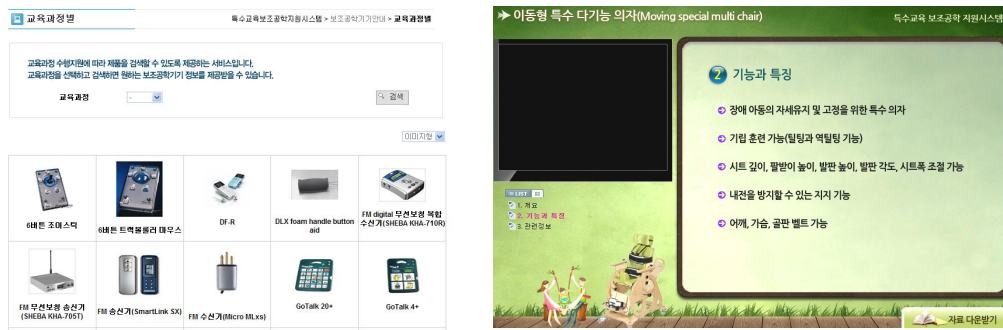 교육과정별
특수교육보조공학지원시스템 > 보조공학기기안내 > 교육과정별
교육과정 수행지원에 따라 제품을 검색할 수 있도록 제공하는 서비스입니다.
교육과정을 선택하고 검색하면 원하는 보조공학기기 정보를 제공받을 수 있습니다.
교육과정
-
검색
이미지형
6버튼 조이스틱
6버튼 트랙볼롤러 마우스
DF-R
DLX foam handle button
aid
FM digital 무선보청 복합
수신기(SHEBA KHA-710R)
FM 무선보청 송신기
(SHEBA KHA-705T)
FM 송신기(SmartLink SX)
FM 수신기(Micro MLxs)
GoTalk 20+
GoTalk 4+
이동형 특수 다기능 의자(Moving special multi chair)
특수교육 보조공학 지원시스템
LIST
1. 개요
2. 기능과 특징
3. 관련정보
2 기능과 특징
장애 아동의 자세유지 및 고정을 위한 특수 의자
기립 훈련 가능(틸팅과 역틸팅 기능)
시트 깊이, 팔받이 높이, 발판 높이, 발판 각도, 시트폭 조절 가능
내전을 방지할 수 있는 지지 기능
어깨, 가슴, 골반 벨트 가능
자료 다운받기